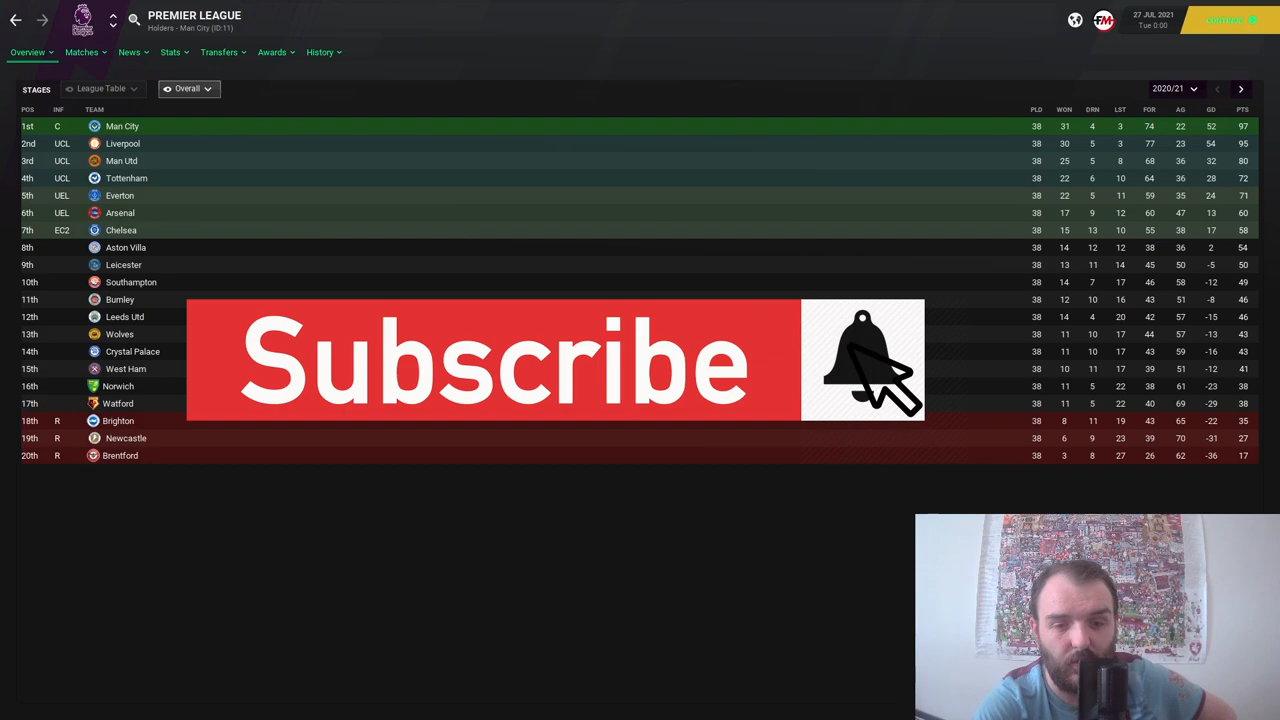 PREMIER LEAGUE
Holders - Man City (ID:11)
27 JUL 2021
Tue 0:00
CONTINUE
FM
Overview Matches News Stats Transfers Awards History
STAGES League Table Overall 2020/21
POS INF TEAM PLD WON DRN LST FOR AG GD PTS
1st C Man City 38 31 4 3 74 22 52 97
2nd UCL Liverpool 38 30 5 3 77 23 54 95
3rd UCL Man Utd 38 25 5 8 68 36 32 80
4th UCL Tottenham 38 22 6 10 64 36 28 72
5th UEL Everton 38 22 5 11 59 35 24 71
6th UEL Arsenal 38 17 9 12 60 47 13 60
7th EC2 Chelsea 38 15 13 10 55 38 17 58
8th Aston Villa 38 14 12 12 38 36 2 54
9th Leicester 38 13 11 14 45 50 -5 50
10th Southampton 38 14 7 17 46 58 -12 49
11th Burnley 38 12 10 16 43 51 -8 46
12th Leeds Utd 38 14 4 20 42 57 -15 46
13th Wolves 38 11 10 17 44 57 -13 43
14th Crystal Palace 38 11 10 17 43 59 -16 43
15th West Ham 38 10 11 17 39 51 -12 41
16th Norwich 38 11 5 22 38 61 -23 38
17th Watford 38 11 5 22 40 69 -29 38
18th R Brighton 38 8 11 19 43 65 -22 35
19th R Newcastle 38 6 9 23 39 70 -31 27
20th R Brentford 38 3 8 27 26 62 -36 17
Subscribe